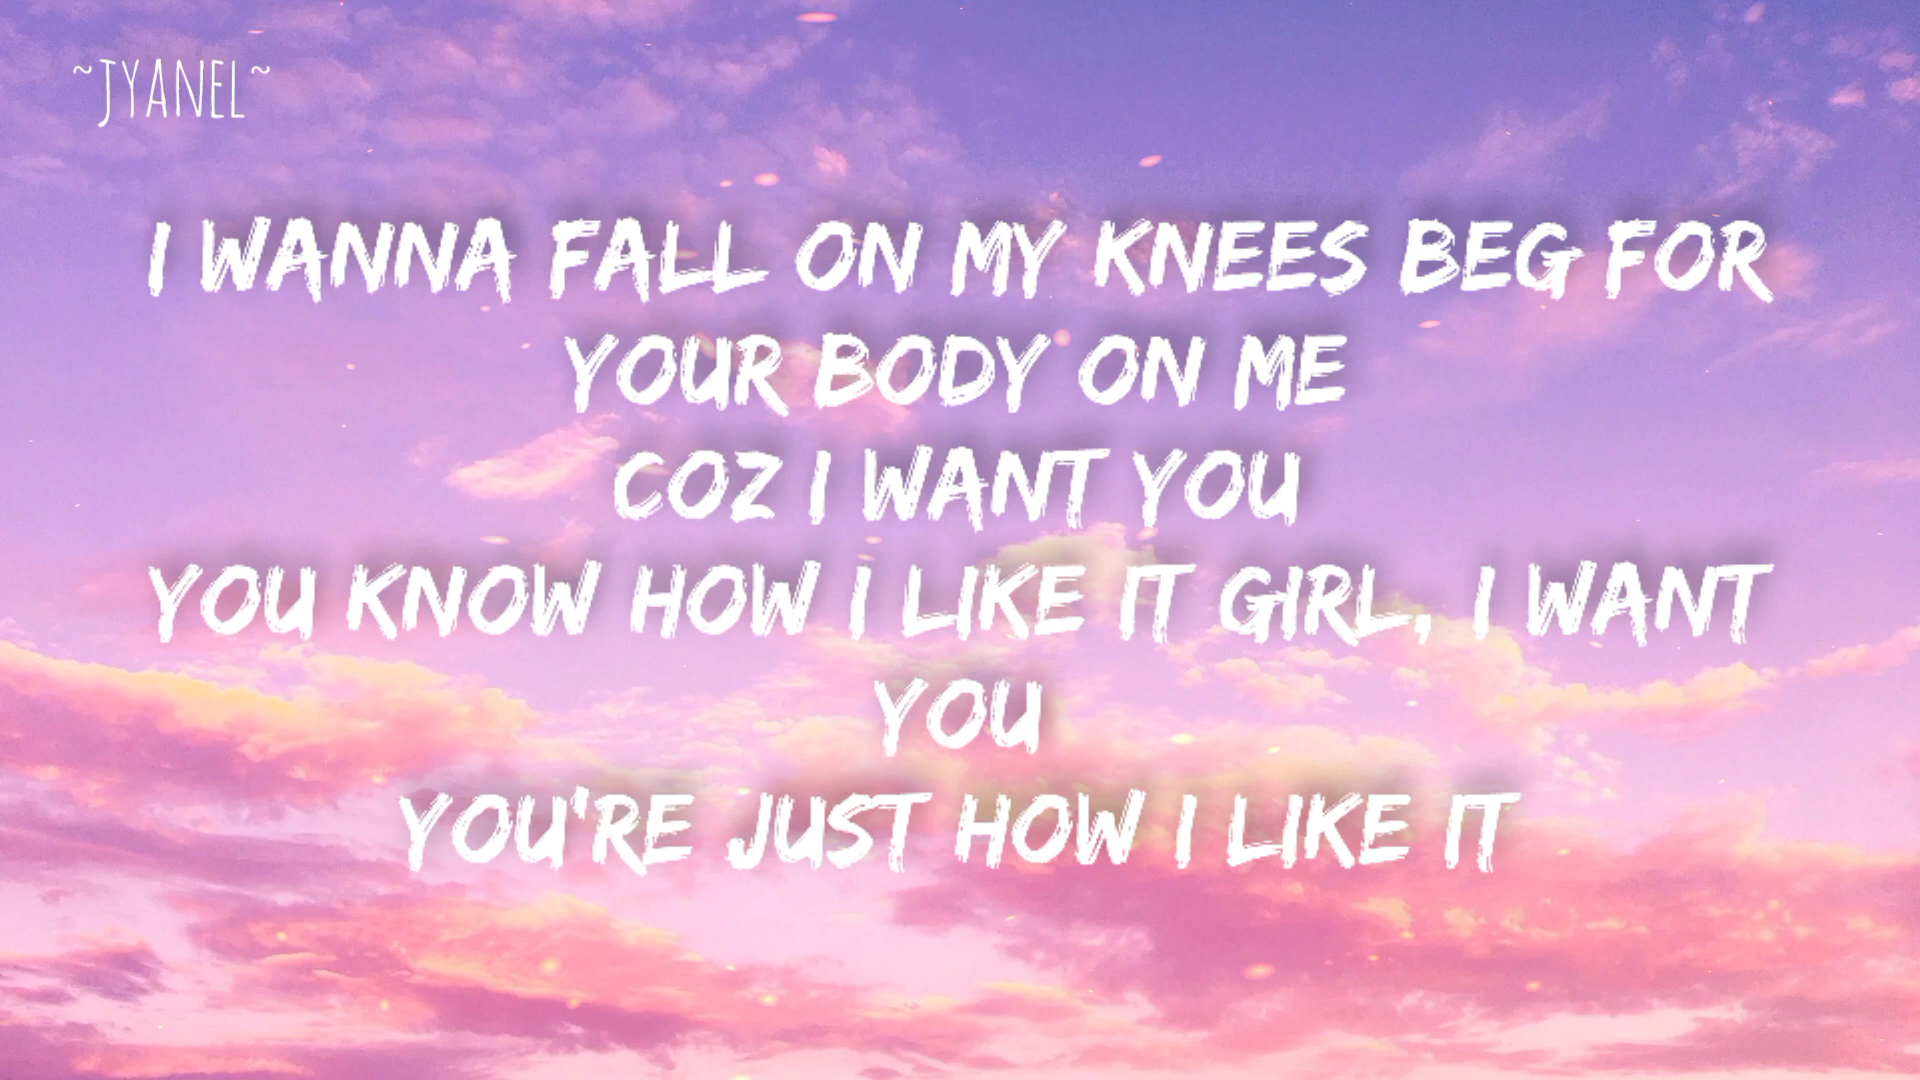 ~JYANEL~
I WANNA FALL ON MY KNEES BEG FOR
YOUR BODY ON ME
COZ I WANT YOU
YOU KNOW HOW I LIKE IT GIRL, I WANT
YOU
YOU'RE JUST HOW I LIKE IT